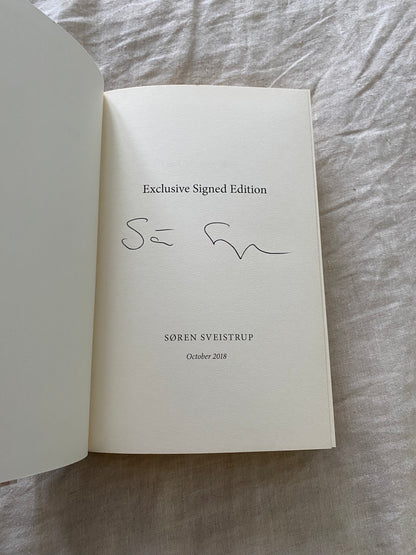 Exclusive Signed Edition
SØREN SVEISTRUP
October 2018